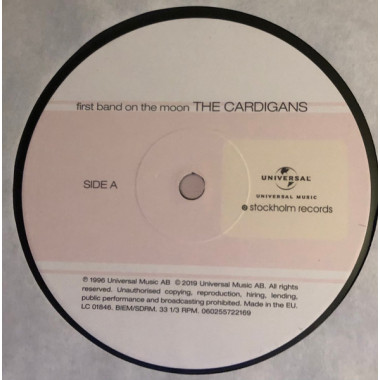 first band on the moon THE CARDIGANS
SIDE A
UNIVERSAL
UNIVERSAL MUSIC
stockholm records
℗ 1996 Universal Music AB © 2019 Universal Music AB. All rights
reserved. Unauthorised copying, reproduction, hiring, lending,
public performance and broadcasting prohibited. Made in the EU.
LC 01846. BIEM/SDRM. 33 1/3 RPM. 060255722169